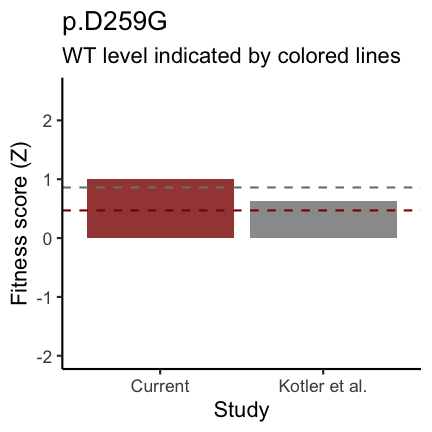 p.D259G
WT level indicated by colored lines
Fitness score (Z)
2
1
0
-1
-2
Current
Kotler et al.
Study